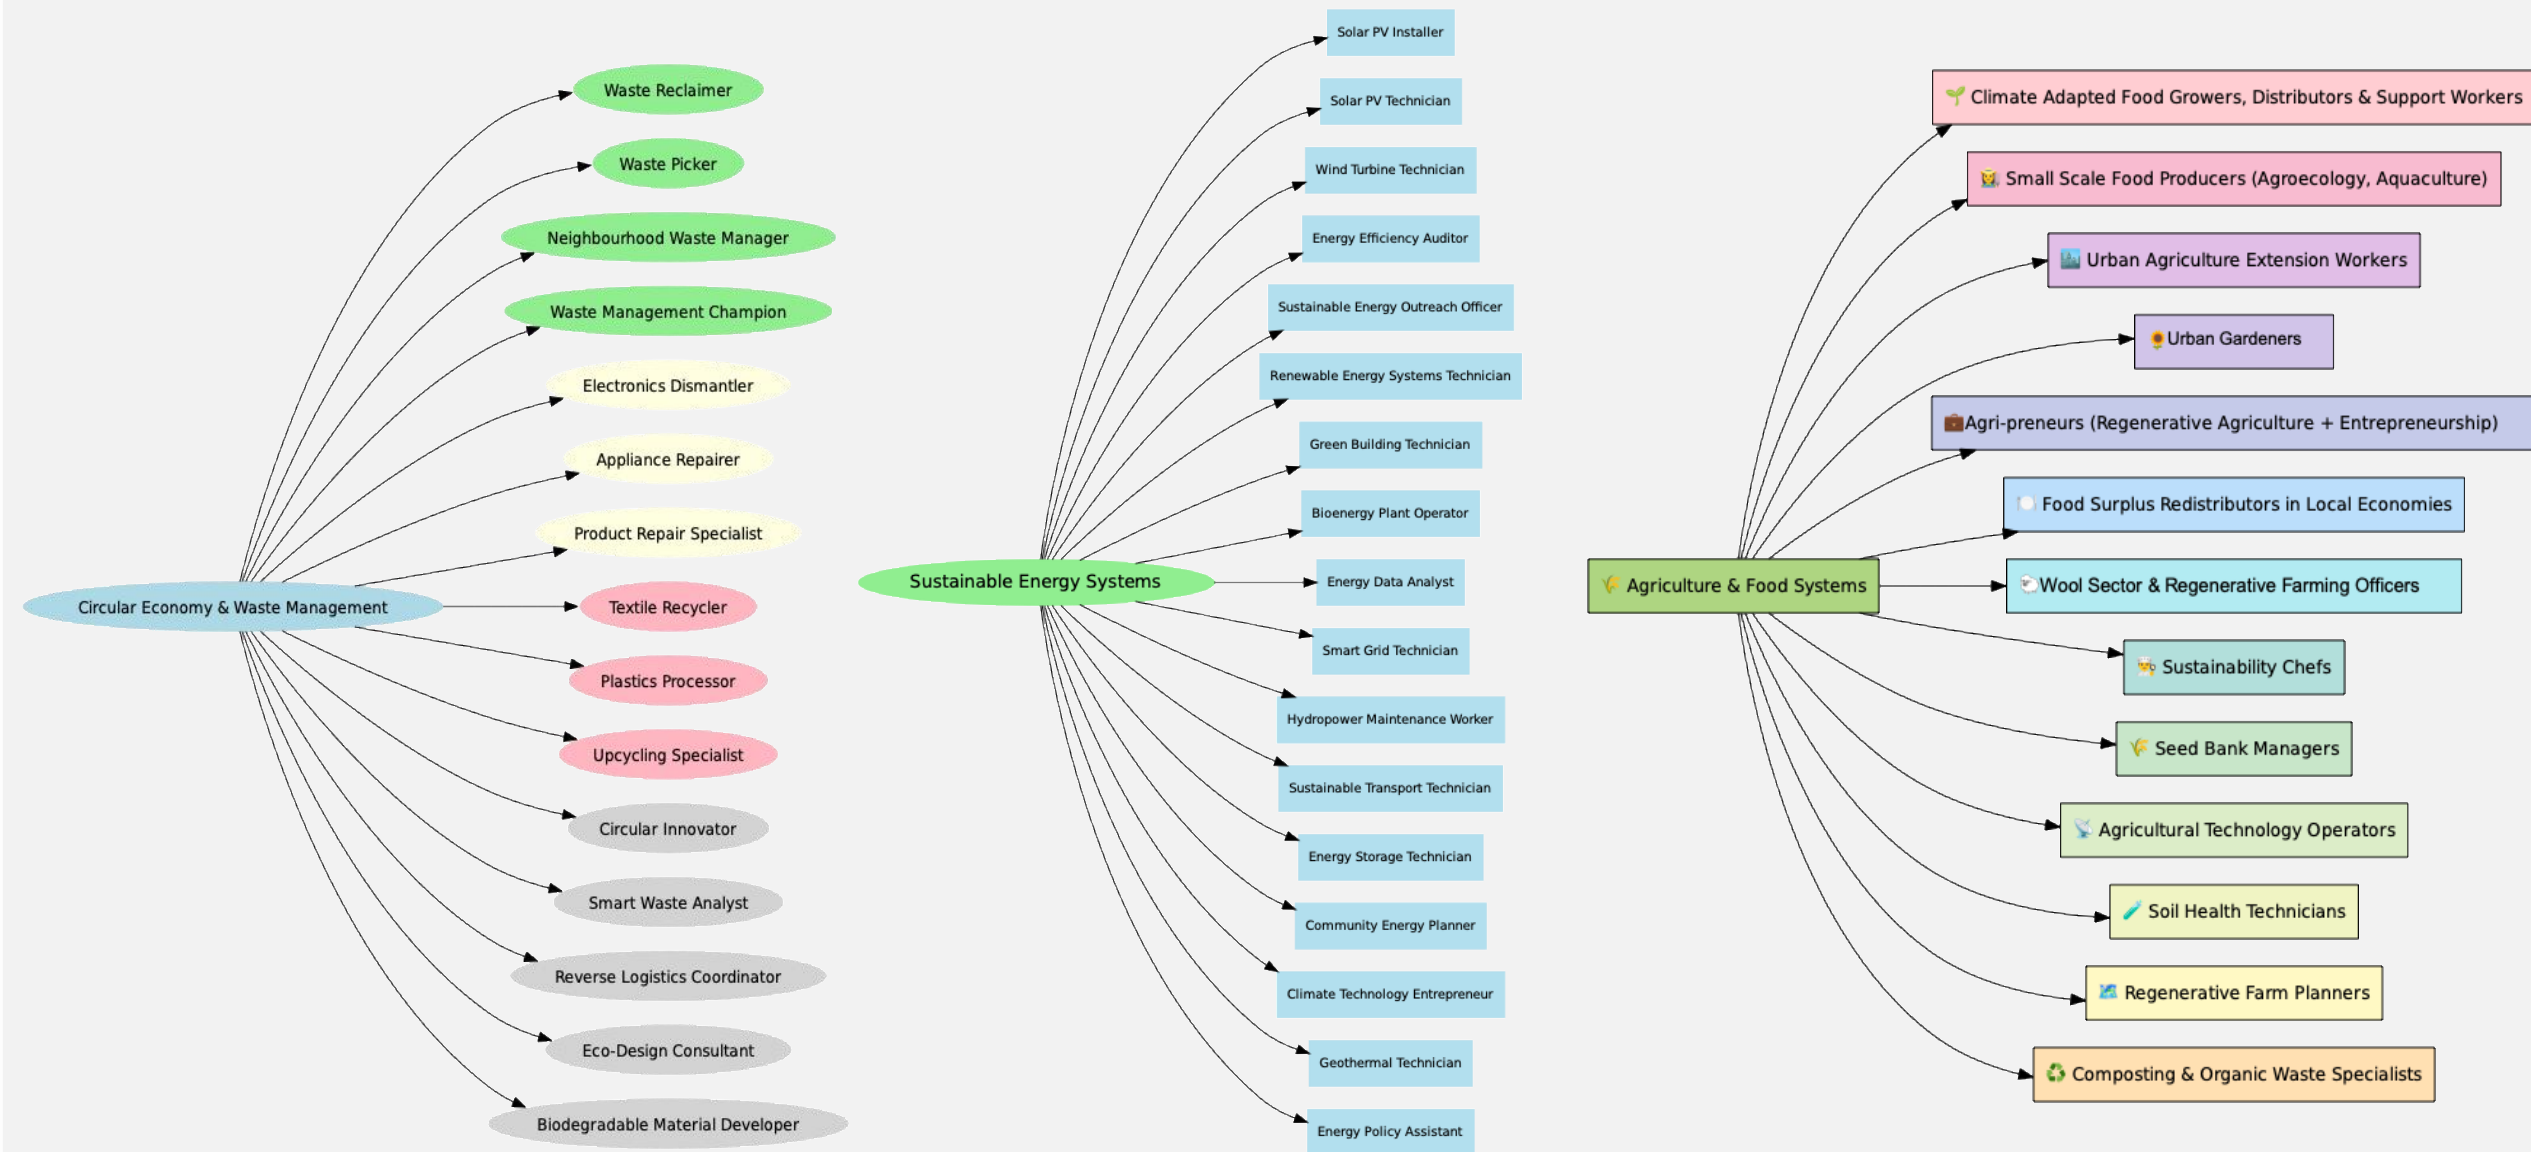 Circular Economy & Waste Management
Waste Reclaimer
Waste Picker
Neighbourhood Waste Manager
Waste Management Champion
Electronics Dismantler
Appliance Repairer
Product Repair Specialist
Textile Recycler
Plastics Processor
Upcycling Specialist
Circular Innovator
Smart Waste Analyst
Reverse Logistics Coordinator
Eco-Design Consultant
Biodegradable Material Developer
Sustainable Energy Systems
Solar PV Installer
Solar PV Technician
Wind Turbine Technician
Energy Efficiency Auditor
Sustainable Energy Outreach Officer
Renewable Energy Systems Technician
Green Building Technician
Bioenergy Plant Operator
Energy Data Analyst
Smart Grid Technician
Hydropower Maintenance Worker
Sustainable Transport Technician
Energy Storage Technician
Community Energy Planner
Climate Technology Entrepreneur
Geothermal Technician
Energy Policy Assistant
Agriculture & Food Systems
Climate Adapted Food Growers, Distributors & Support Workers
Small Scale Food Producers (Agroecology, Aquaculture)
Urban Agriculture Extension Workers
Urban Gardeners
Agri-preneurs (Regenerative Agriculture + Entrepreneurship)
Food Surplus Redistributors in Local Economies
Wool Sector & Regenerative Farming Officers
Sustainability Chefs
Seed Bank Managers
Agricultural Technology Operators
Soil Health Technicians
Regenerative Farm Planners
Composting & Organic Waste Specialists